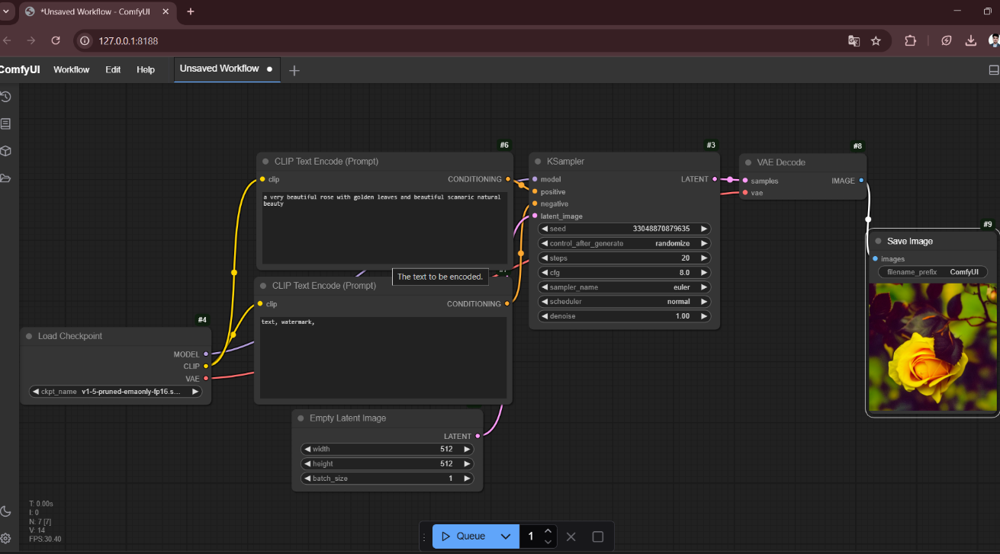 *Unsaved Workflow - ComfyUI
127.0.0.1:8188
ComfyUI Workflow Edit Help Unsaved Workflow
#6
CLIP Text Encode (Prompt)
clip CONDITIONING
a very beautiful rose with golden leaves and beautiful scanaric natural
beauty
The text to be encoded.
CLIP Text Encode (Prompt)
clip CONDITIONING
text, watermark,
#4
Load Checkpoint
MODEL
CLIP
VAE
ckpt_name v1-5-pruned-emaonly-fp16.s...
Empty Latent Image
LATENT
width 512
height 512
batch_size 1
#3
KSampler
model LATENT
positive
negative
latent_image
seed 33048870879635
control_after_generate randomize
steps 20
cfg 8.0
sampler_name euler
scheduler normal
denoise 1.00
#8
VAE Decode
samples IMAGE
vae
#9
Save Image
images
filename_prefix ComfyUI
T: 0.00s
I: 0
N: 7 [7]
V: 14
FPS:30.40
Queue 1